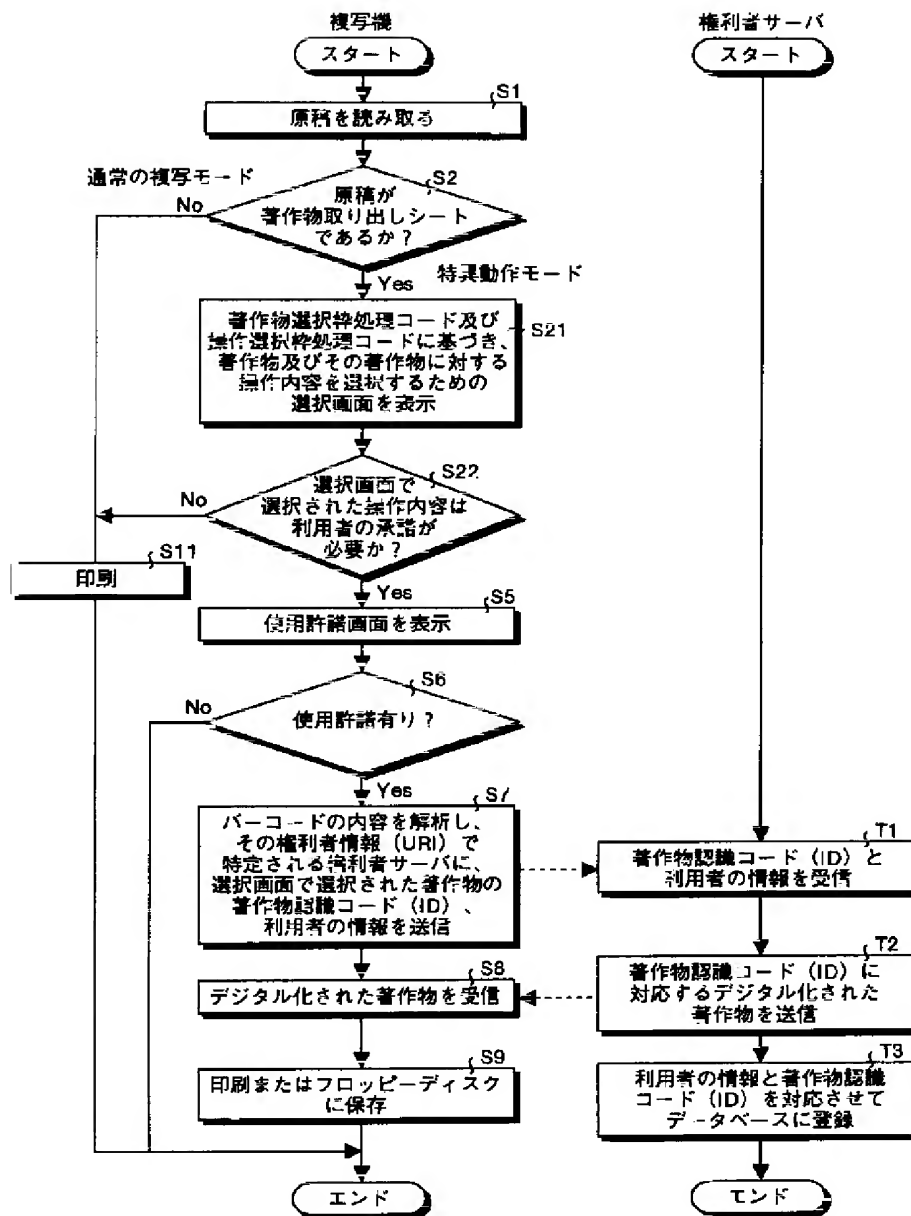 複写機
権利者サーバ
スタート
スタート
S1
原稿を読み取る
通常の複写モード
S2
原稿が
著作物取り出しシート
であるか？
No
Yes
特異動作モード
著作物選択枠処理コード及び
操作選択枠処理コードに基づき、
著作物及びその著作物に対する
操作内容を選択するための
選択画面を表示
S21
S22
選択画面で
選択された操作内容は
利用者の承諾が
必要か？
No
Yes
S11
印刷
S5
使用許諾画面を表示
S6
使用許諾有り？
No
Yes
S7
バーコードの内容を解析し、
その権利者情報（URI）で
特定される権利者サーバに、
選択画面で選択された著作物の
著作物認識コード（ID）、
利用者の情報を送信
T1
著作物認識コード（ID）と
利用者の情報を受信
S8
デジタル化された著作物を受信
T2
著作物認識コード（ID）に
対応するデジタル化された
著作物を送信
S9
印刷またはフロッピーディスク
に保存
T3
利用者の情報と著作物認識
コード（ID）を対応させて
データベースに登録
エンド
エンド